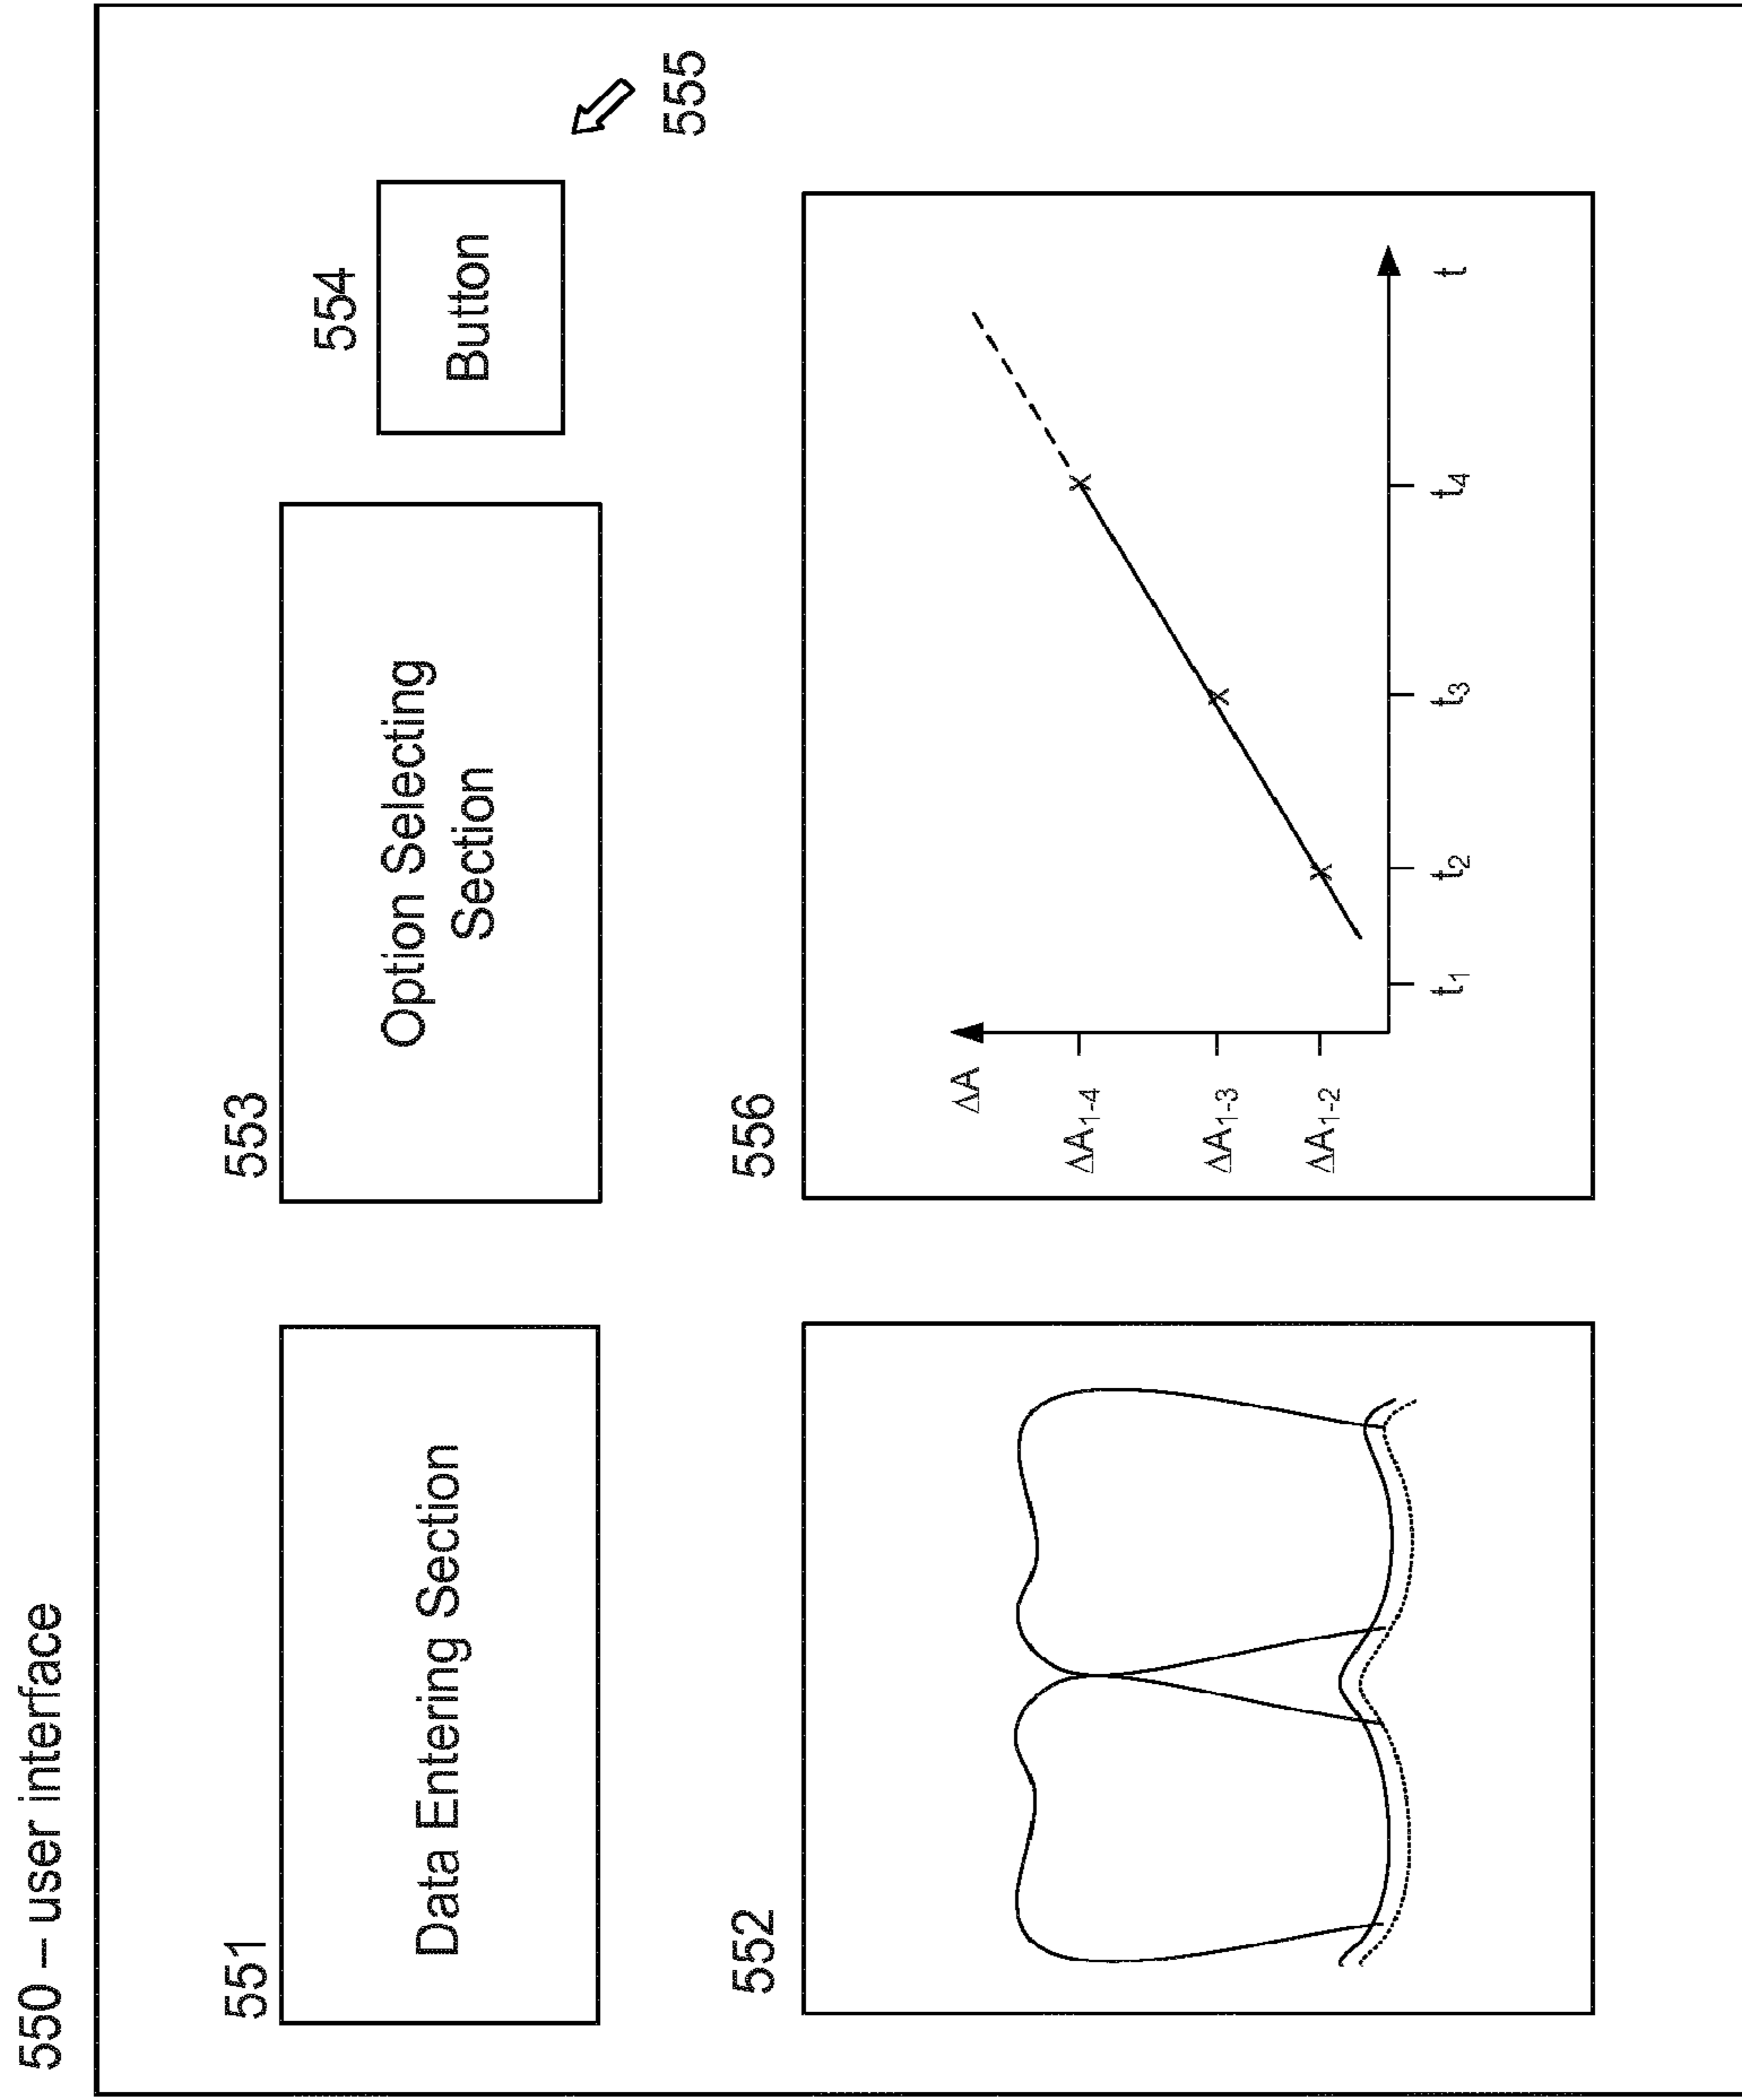 550 – user interface
551
Data Entering Section
553
Option Selecting
Section
554
Button
555
552
556
ΔA
ΔA1-4
ΔA1-3
ΔA1-2
t1
t2
t3
t4
t